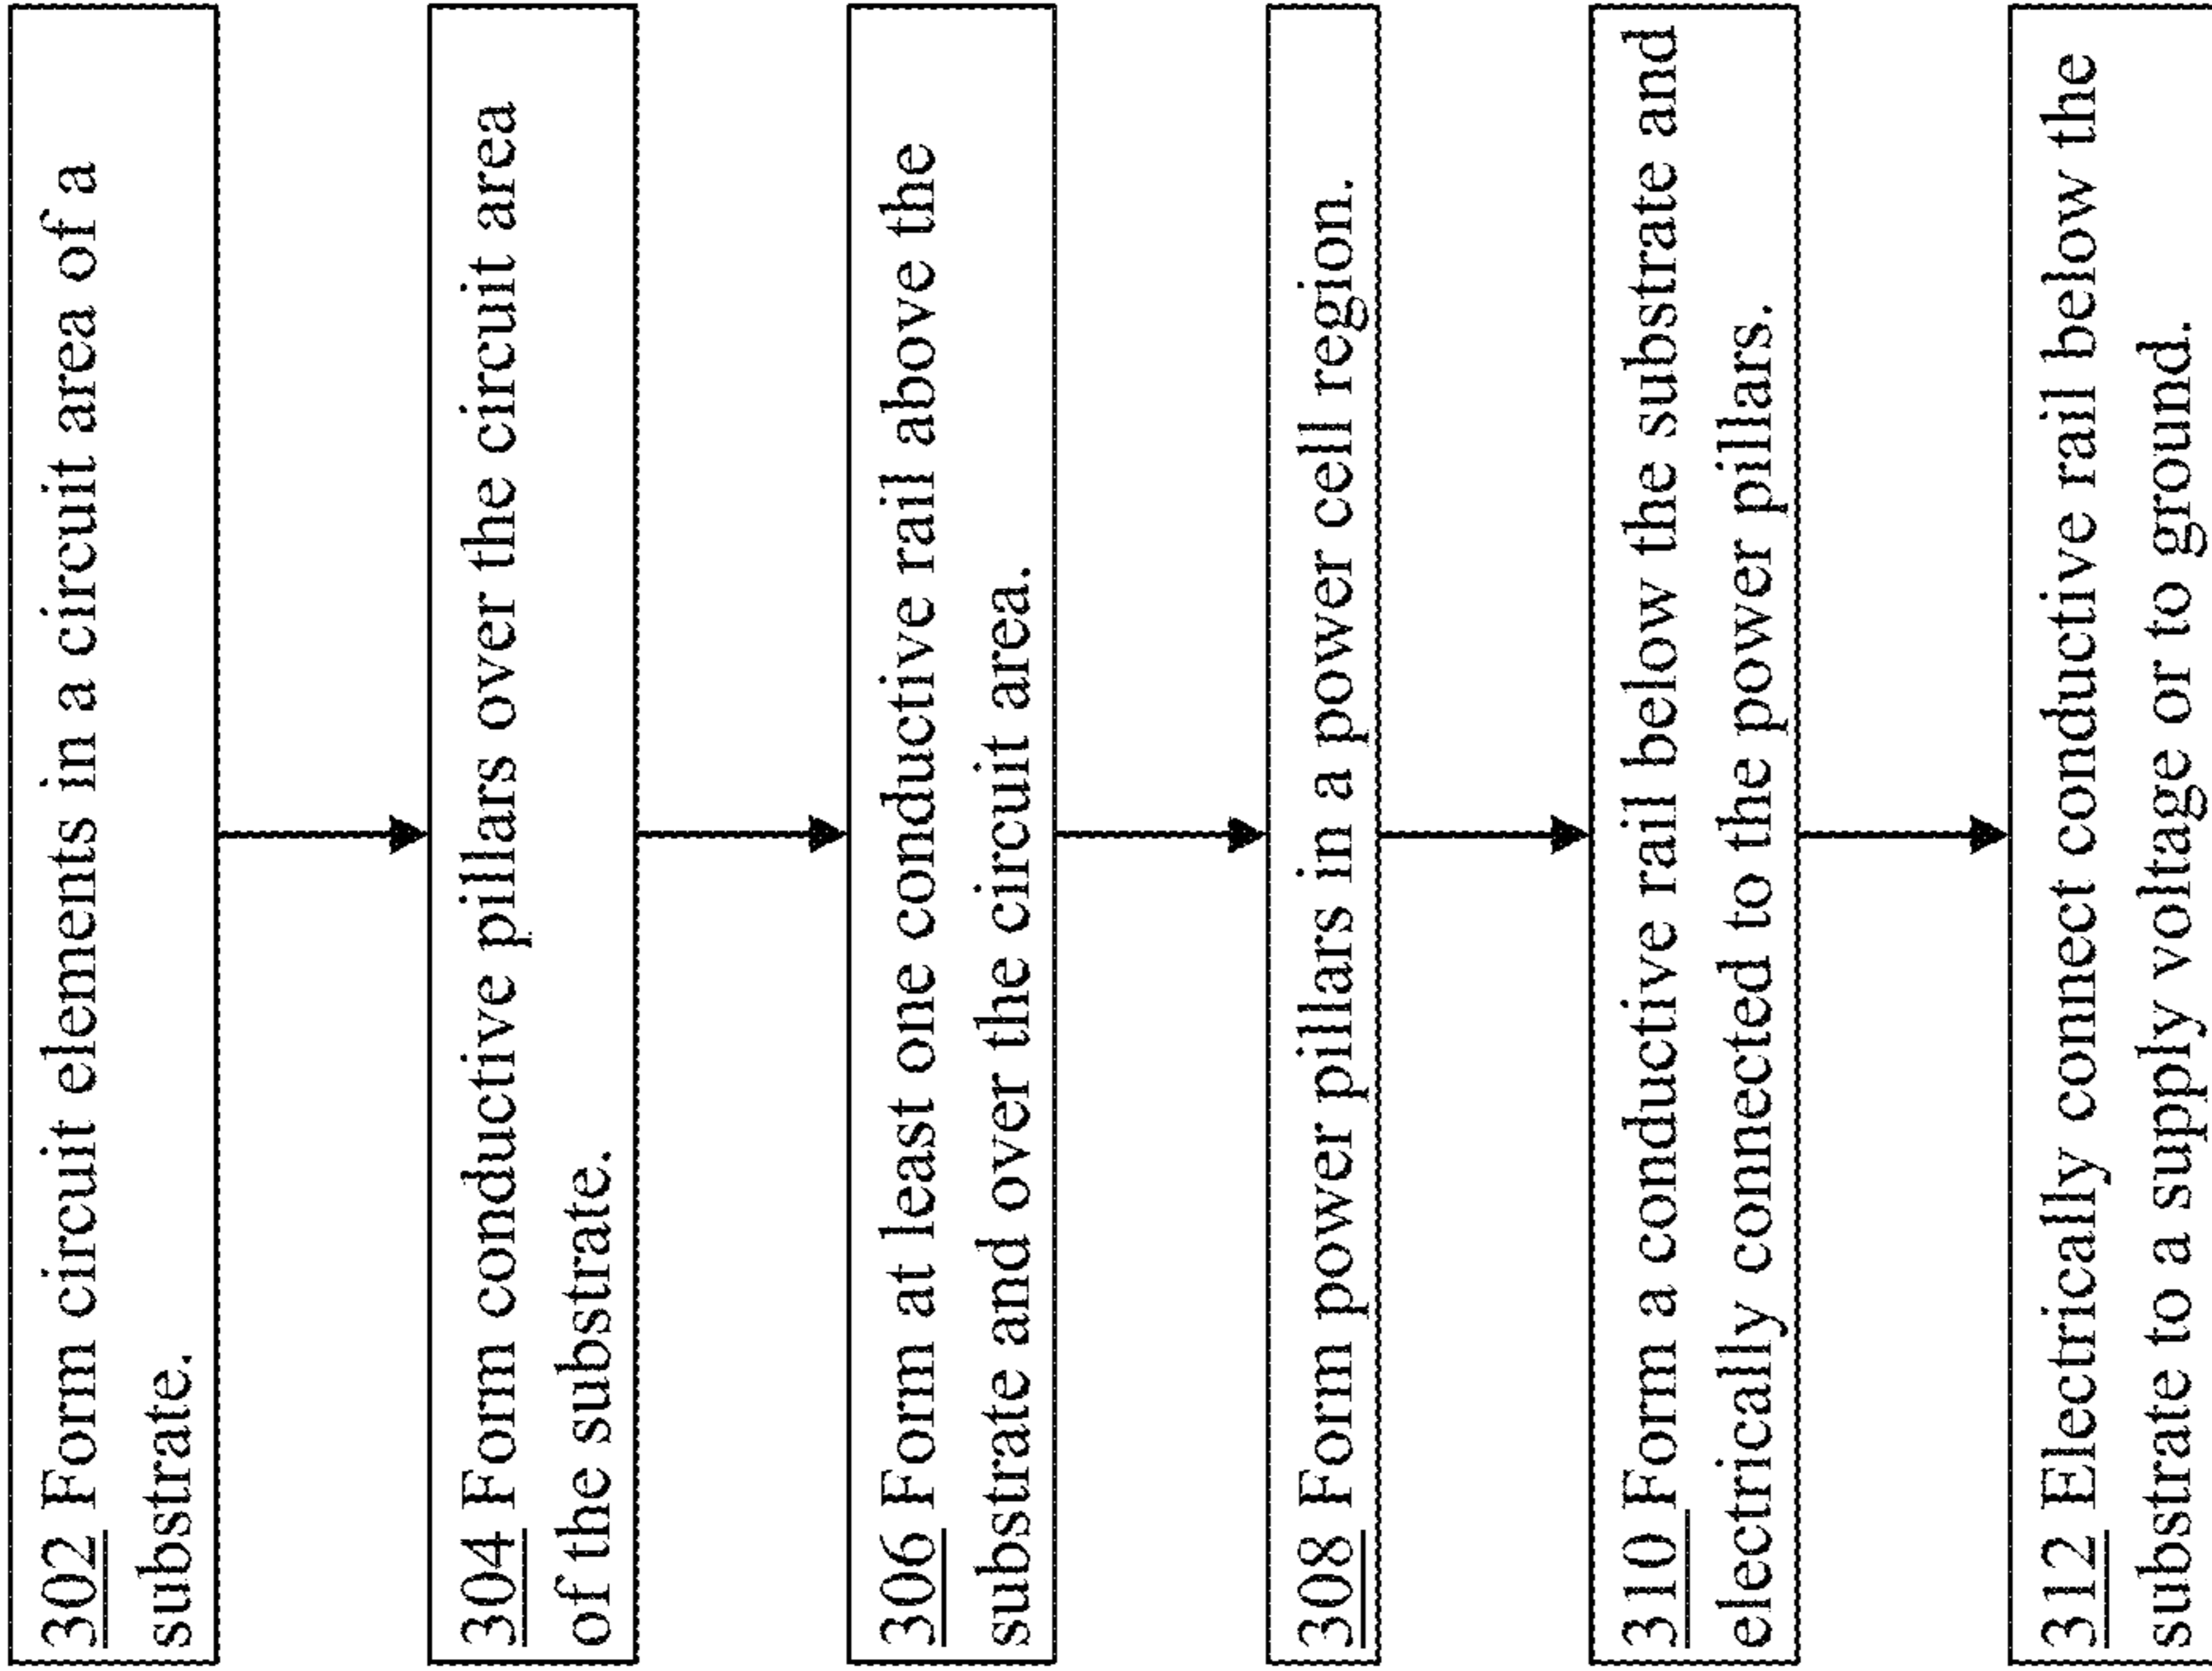 302 Form circuit elements in a circuit area of a
substrate.
304 Form conductive pillars over the circuit area
of the substrate.
306 Form at least one conductive rail above the
substrate and over the circuit area.
308 Form power pillars in a power cell region.
310 Form a conductive rail below the substrate and
electrically connected to the power pillars.
312 Electrically connect conductive rail below the
substrate to a supply voltage or to ground.